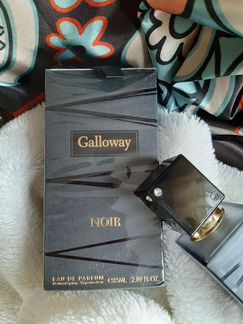 Galloway
NOIR
EAU DE PARFUM
Natural Spray · Vaporisateur
℮85ML 2.89 FL.OZ.